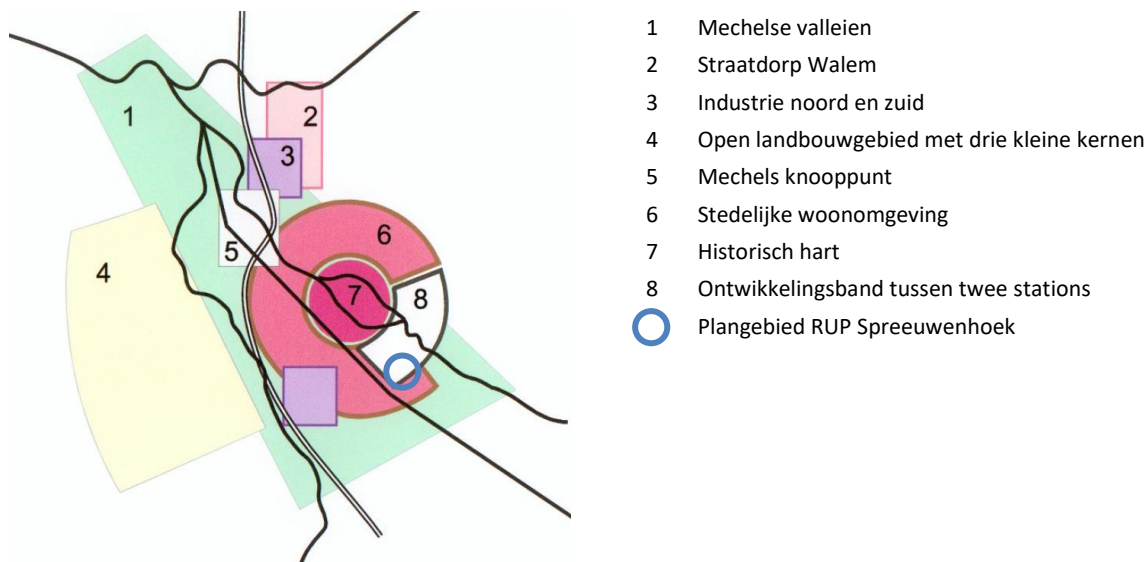 1
2
3
4
5
6
7
8
1 Mechelse valleien
2 Straatdorp Walem
3 Industrie noord en zuid
4 Open landbouwgebied met drie kleine kernen
5 Mechels knooppunt
6 Stedelijke woonomgeving
7 Historisch hart
8 Ontwikkelingsband tussen twee stations
Plangebied RUP Spreeuwenhoek